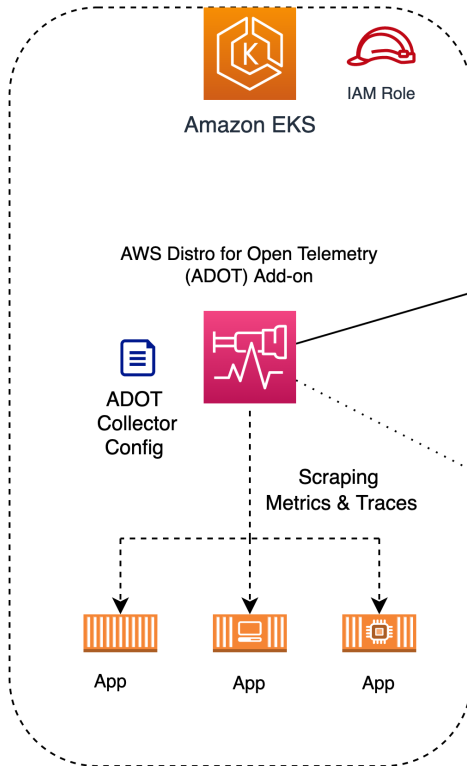 K
IAM Role
Amazon EKS
AWS Distro for Open Telemetry
(ADOT) Add-on
ADOT
Collector
Config
Scraping
Metrics & Traces
App
App
App